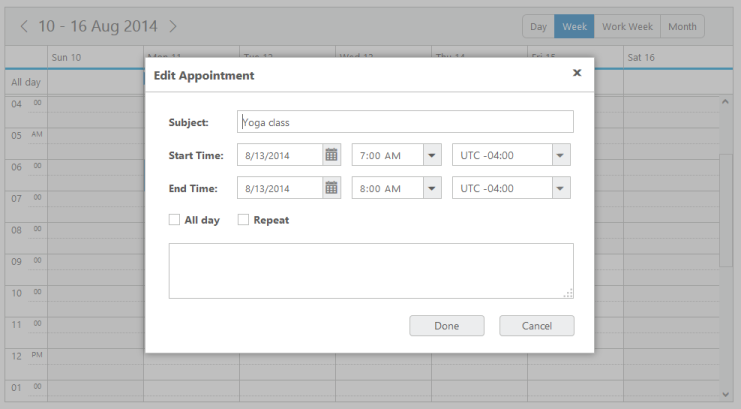 10 - 16 Aug 2014
Day Week Work Week Month
Sun 10 Mon 11 Tue 12 Wed 13 Thu 14 Fri 15 Sat 16
All day
Edit Appointment
Subject: Yoga class
Start Time: 8/13/2014 7:00 AM UTC -04:00
End Time: 8/13/2014 8:00 AM UTC -04:00
All day Repeat
Done Cancel
04 00
05 AM
06 00
07 00
08 00
09 00
10 00
11 00
12 PM
01 00